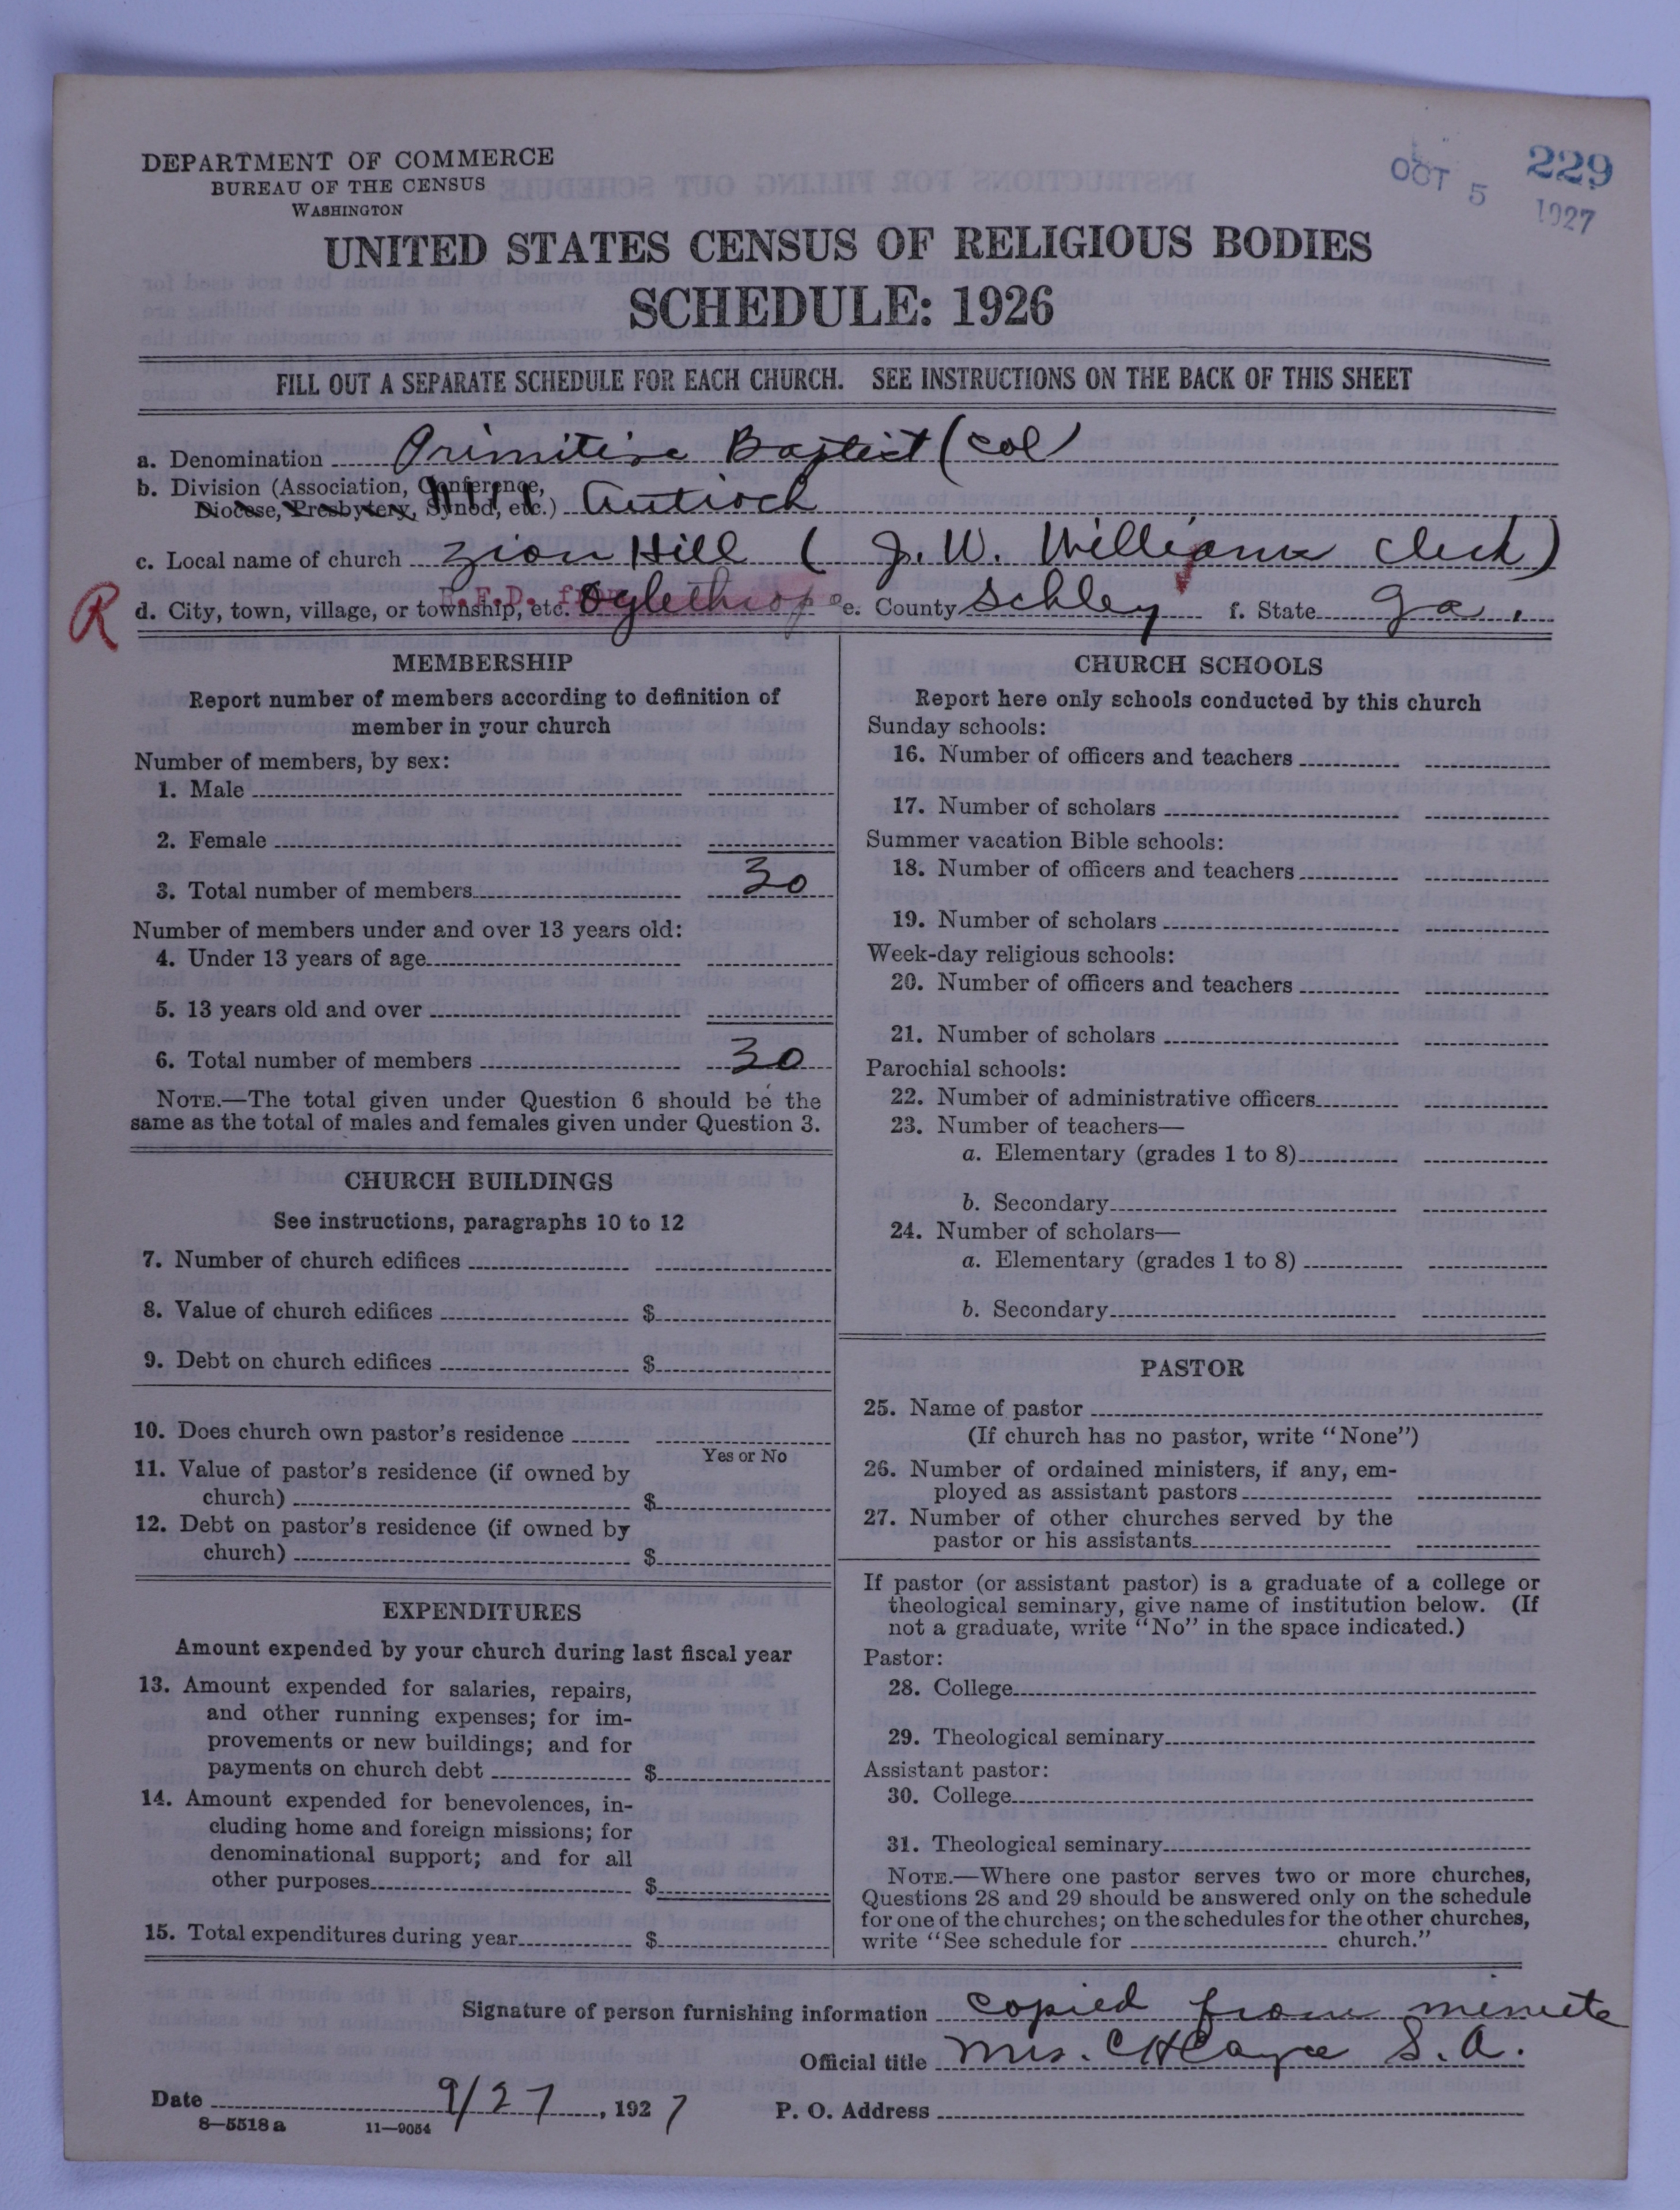 DEPARTMENT OF COMMERCE
BUREAU OF THE CENSUS
WASHINGTON
OCT 5 1927
229
UNITED STATES CENSUS OF RELIGIOUS BODIES
SCHEDULE: 1926
FILL OUT A SEPARATE SCHEDULE FOR EACH CHURCH. SEE INSTRUCTIONS ON THE BACK OF THIS SHEET
a. Denomination Primitive Baptist (Col)
b. Division (Association, Conference,
Diocese, Presbytery, Synod, etc.) Antioch
c. Local name of church Zion Hill ( J. W. Williams Clerk)
R d. City, town, village, or township, etc. R.F.D. from Oglethrope e. County Schley f. State Ga.
MEMBERSHIP
Report number of members according to definition of
member in your church
Number of members, by sex:
1. Male
2. Female
3. Total number of members 30
Number of members under and over 13 years old:
4. Under 13 years of age
5. 13 years old and over
6. Total number of members 30
NOTE.—The total given under Question 6 should be the
same as the total of males and females given under Question 3.
CHURCH BUILDINGS
See instructions, paragraphs 10 to 12
7. Number of church edifices
8. Value of church edifices $
9. Debt on church edifices $
10. Does church own pastor's residence
Yes or No
11. Value of pastor's residence (if owned by
church) $
12. Debt on pastor's residence (if owned by
church) $
EXPENDITURES
Amount expended by your church during last fiscal year
13. Amount expended for salaries, repairs,
and other running expenses; for im-
provements or new buildings; and for
payments on church debt $
14. Amount expended for benevolences, in-
cluding home and foreign missions; for
denominational support; and for all
other purposes $
15. Total expenditures during year $
CHURCH SCHOOLS
Report here only schools conducted by this church
Sunday schools:
16. Number of officers and teachers
17. Number of scholars
Summer vacation Bible schools:
18. Number of officers and teachers
19. Number of scholars
Week-day religious schools:
20. Number of officers and teachers
21. Number of scholars
Parochial schools:
22. Number of administrative officers
23. Number of teachers—
a. Elementary (grades 1 to 8)
b. Secondary
24. Number of scholars—
a. Elementary (grades 1 to 8)
b. Secondary
PASTOR
25. Name of pastor
(If church has no pastor, write "None")
26. Number of ordained ministers, if any, em-
ployed as assistant pastors
27. Number of other churches served by the
pastor or his assistants
If pastor (or assistant pastor) is a graduate of a college or
theological seminary, give name of institution below. (If
not a graduate, write "No" in the space indicated.)
Pastor:
28. College
29. Theological seminary
Assistant pastor:
30. College
31. Theological seminary
NOTE.—Where one pastor serves two or more churches,
Questions 28 and 29 should be answered only on the schedule
for one of the churches; on the schedules for the other churches,
write "See schedule for church."
Signature of person furnishing information copied from minute
Official title Mrs. C H Cayce S. A.
Date 9/27, 1927 P. O. Address
8—5518 a 11—9054